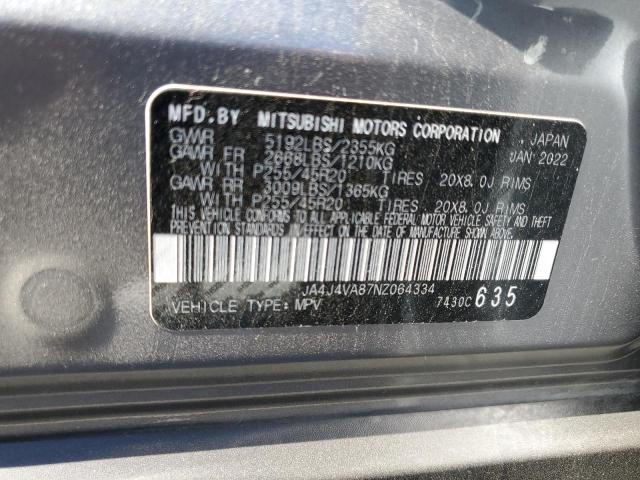 MFD. BY MITSUBISHI MOTORS CORPORATION , JAPAN
GVWR 5192LBS/2355KG JAN 2022
GAWR FR 2668LBS/1210KG
WITH P255/45R20 TIRES 20X8.0J RIMS
GAWR RR 3009LBS/1365KG
WITH P255/45R20 TIRES 20X8.0J RIMS
THIS VEHICLE CONFORMS TO ALL APPLICABLE FEDERAL MOTOR VEHICLE SAFETY AND THEFT
PREVENTION STANDARDS IN EFFECT ON THE DATE OF MANUFACTURE SHOWN ABOVE.
JA4J4VA87NZ064334
VEHICLE TYPE: MPV 7430C 635